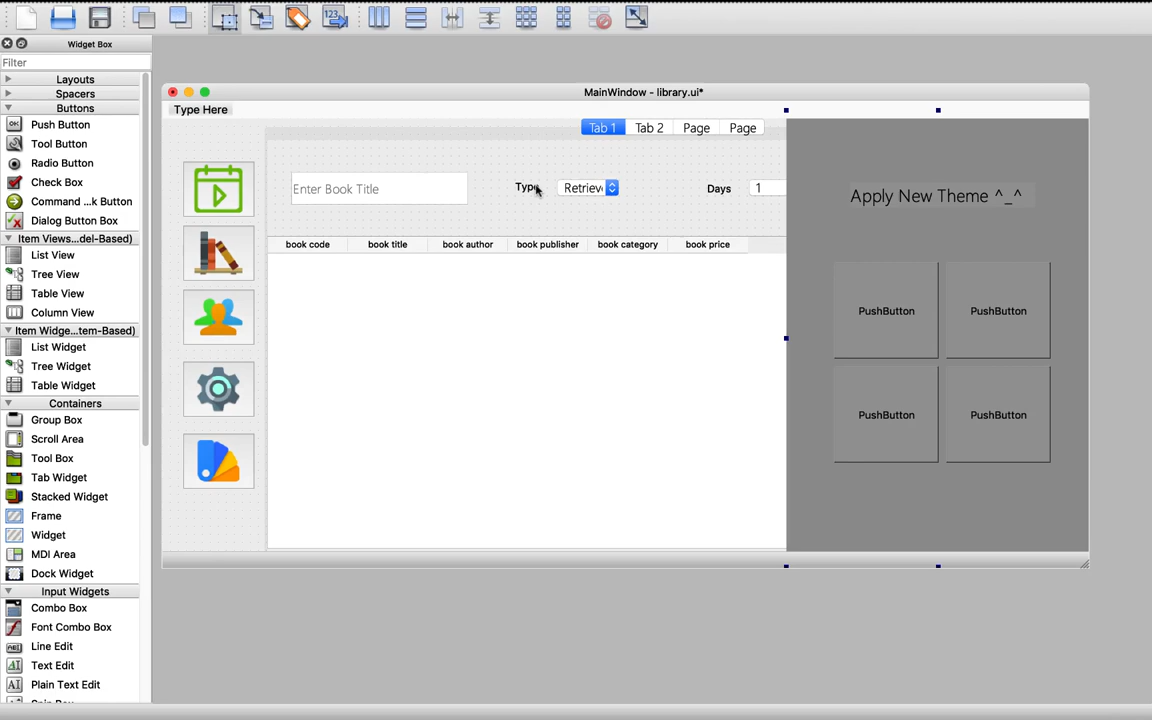 123
Widget Box
Filter
Layouts
Spacers
Buttons
OK
Push Button
Tool Button
Radio Button
Check Box
Command ...k Button
Dialog Button Box
Item Views...del-Based)
List View
Tree View
Table View
Column View
Item Widge...tem-Based)
List Widget
Tree Widget
Table Widget
Containers
Group Box
Scroll Area
Tool Box
Tab Widget
Stacked Widget
Frame
Widget
MDI Area
Dock Widget
Input Widgets
Combo Box
Font Combo Box
Line Edit
Text Edit
Plain Text Edit
MainWindow - library.ui*
Type Here
Tab 1 Tab 2 Page Page
Enter Book Title
Type
Retriev
Days
1
book code book title book author book publisher book category book price
Apply New Theme ^_^
PushButton PushButton
PushButton PushButton